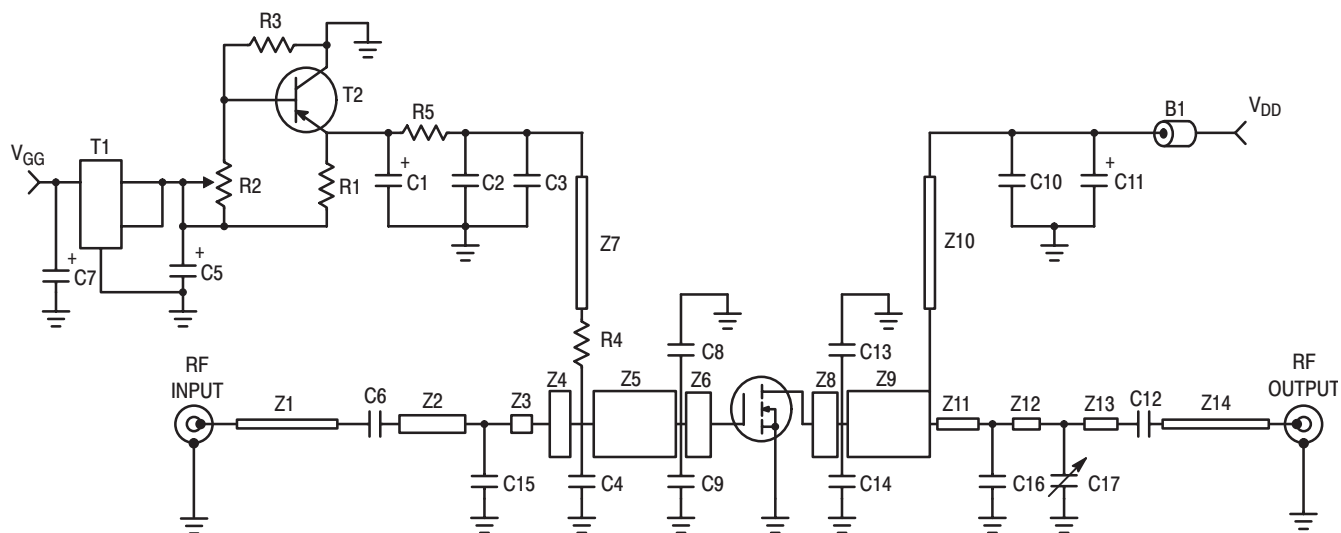 R3
T2
R5
B1
V_DD
V_GG
T1
R2
R1
C1
C2
C3
C10
C11
+
+
+
+
C7
C5
Z7
Z10
R4
C8
C13
RF
INPUT
Z1
C6
Z2
Z3
Z4
Z5
Z6
Z8
Z9
Z11
Z12
Z13
C12
Z14
RF
OUTPUT
C15
C4
C9
C14
C16
C17